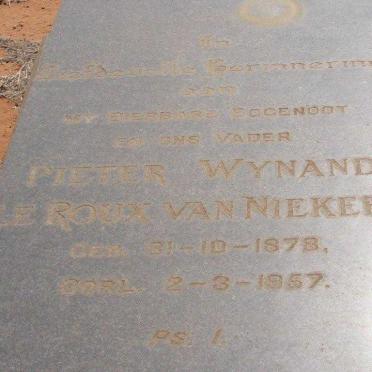 In
Liefdevolle Herinnering
aan
MY DIERBARE EGGENOOT
EN ONS VADER
PIETER WYNAND
LE ROUX VAN NIEKER
GEB. 31-10-1878.
OORL. 2-3-1957.
PS. 1.